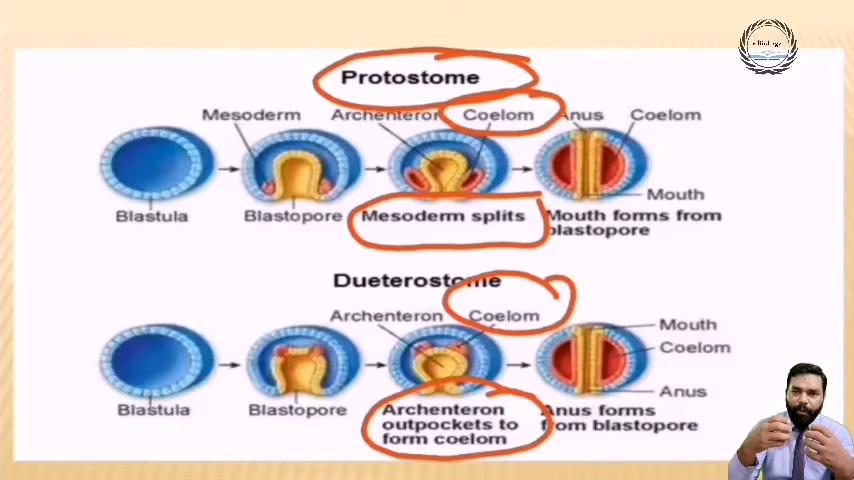 eBiology
Protostome
Mesoderm Archenteron Coelom Anus Coelom
Mouth
Blastula Blastopore Mesoderm splits Mouth forms from
blastopore
Dueterostome
Archenteron Coelom Mouth
Coelom
Anus
Blastula Blastopore Archenteron Anus forms
outpockets to from blastopore
form coelom